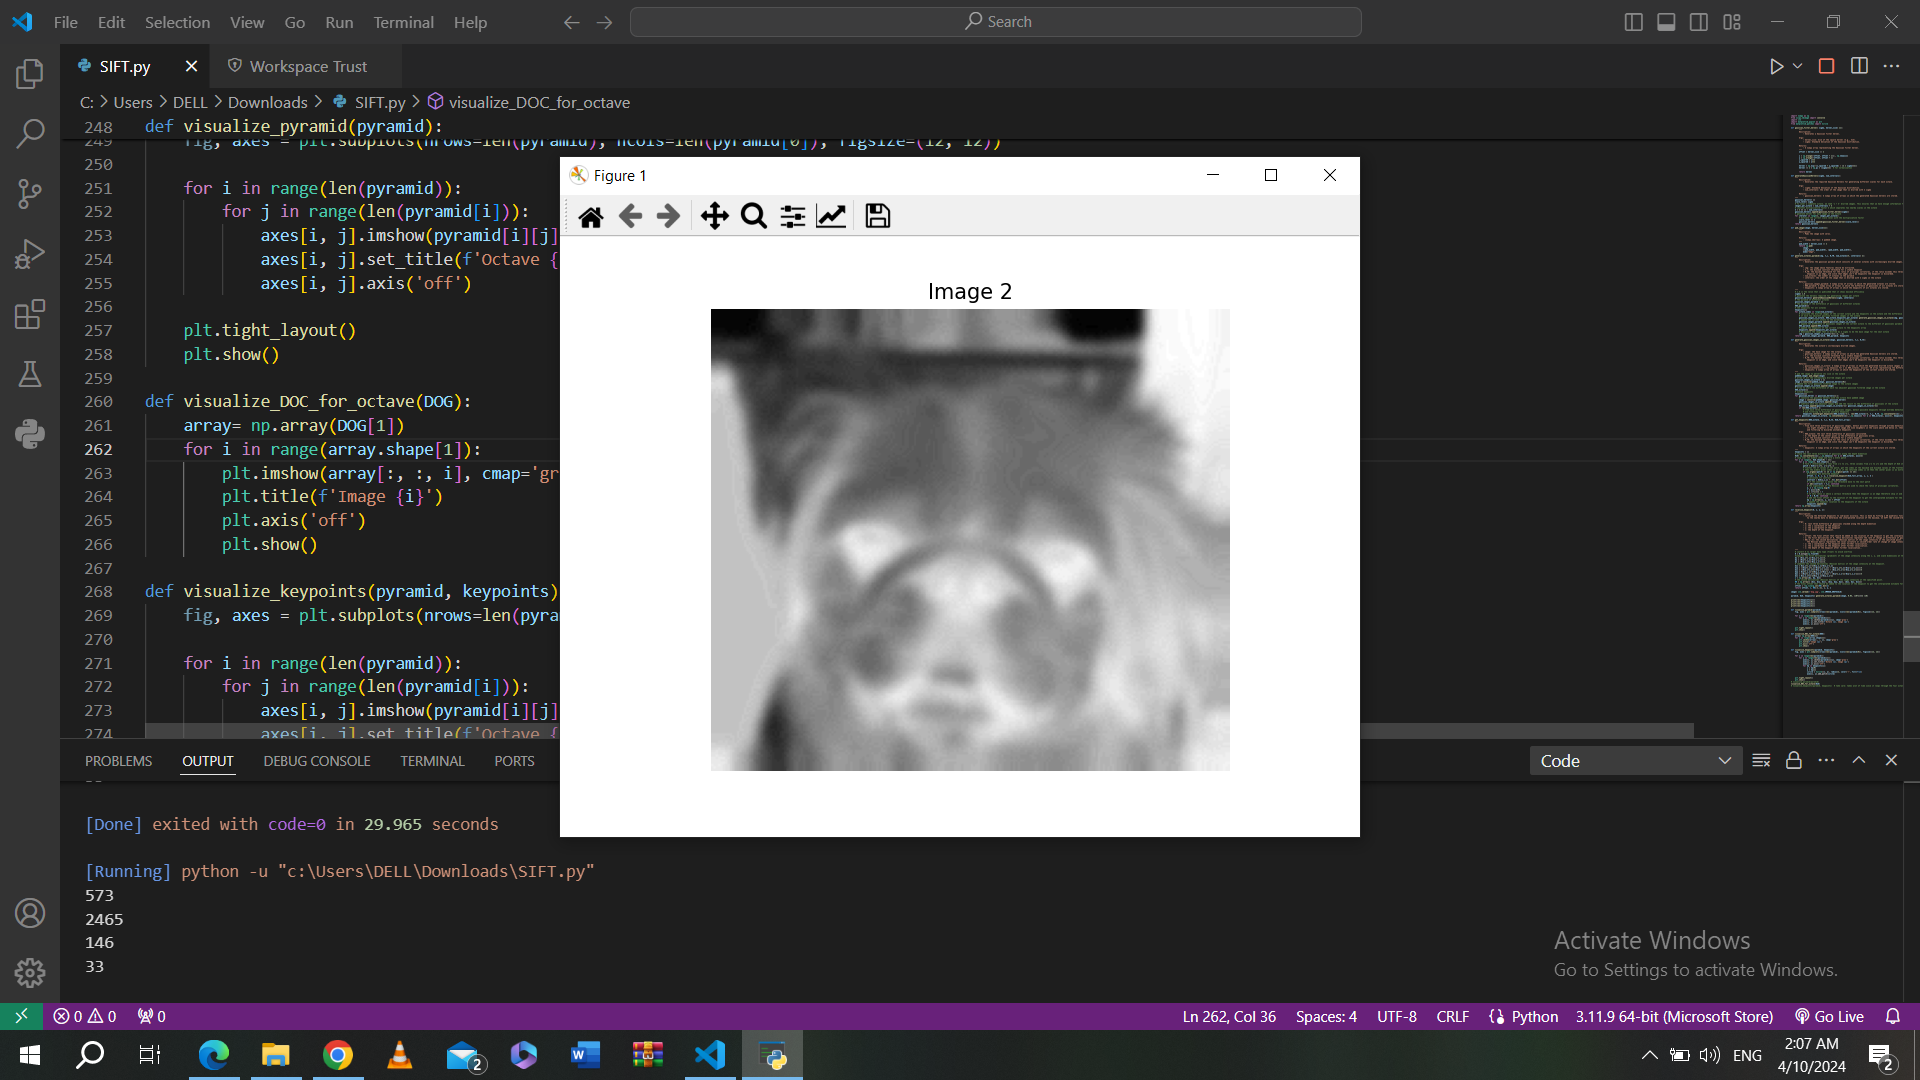 File Edit Selection View Go Run Terminal Help
Search
SIFT.py
Workspace Trust
C: Users DELL Downloads SIFT.py visualize_DOC_for_octave
248 def visualize_pyramid(pyramid):
249 fig, axes = plt.subplots(nrows=len(pyramid), ncols=len(pyramid[0]), figsize=(12, 12))
250
251 for i in range(len(pyramid)):
252 for j in range(len(pyramid[i])):
253 axes[i, j].imshow(pyramid[i][j]
254 axes[i, j].set_title(f'Octave {
255 axes[i, j].axis('off')
256
257 plt.tight_layout()
258 plt.show()
259
260 def visualize_DOC_for_octave(DOG):
261 array= np.array(DOG[1])
262 for i in range(array.shape[1]):
263 plt.imshow(array[:, :, i], cmap='gr
264 plt.title(f'Image {i}')
265 plt.axis('off')
266 plt.show()
267
268 def visualize_keypoints(pyramid, keypoints)
269 fig, axes = plt.subplots(nrows=len(pyra
270
271 for i in range(len(pyramid)):
272 for j in range(len(pyramid[i])):
273 axes[i, j].imshow(pyramid[i][j]
274 axes[i, j].set_title(f'Octave {
Figure 1
Image 2
PROBLEMS OUTPUT DEBUG CONSOLE TERMINAL PORTS
Code
[Done] exited with code=0 in 29.965 seconds
[Running] python -u "c:\Users\DELL\Downloads\SIFT.py"
573
2465
146
33
Activate Windows
Go to Settings to activate Windows.
0 0 0
Ln 262, Col 36 Spaces: 4 UTF-8 CRLF Python 3.11.9 64-bit (Microsoft Store) Go Live
2
W
ENG
2:07 AM
4/10/2024
2